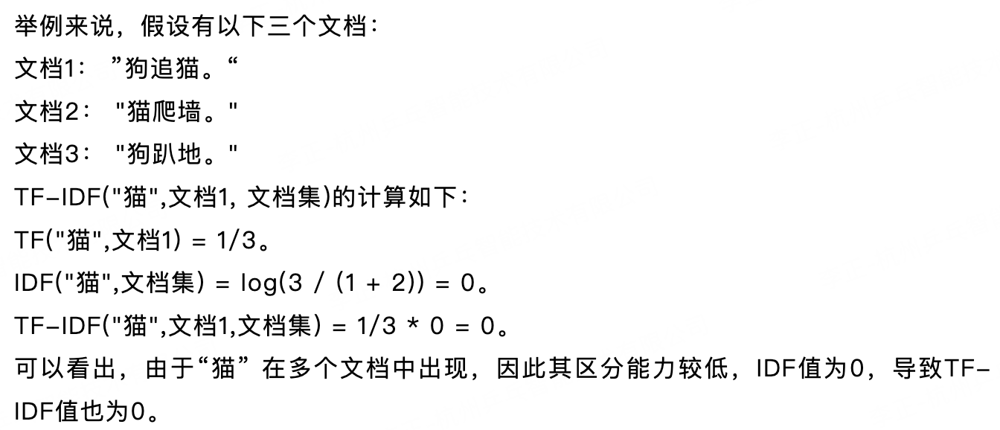 举例来说，假设有以下三个文档：
文档1： ”狗追猫。“
文档2： "猫爬墙。"
文档3： "狗趴地。"
TF-IDF("猫",文档1, 文档集)的计算如下：
TF("猫",文档1) = 1/3。
IDF("猫",文档集) = log(3 / (1 + 2)) = 0。
TF-IDF("猫",文档1,文档集) = 1/3 * 0 = 0。
可以看出，由于“猫” 在多个文档中出现，因此其区分能力较低，IDF值为0，导致TF-
IDF值也为0。